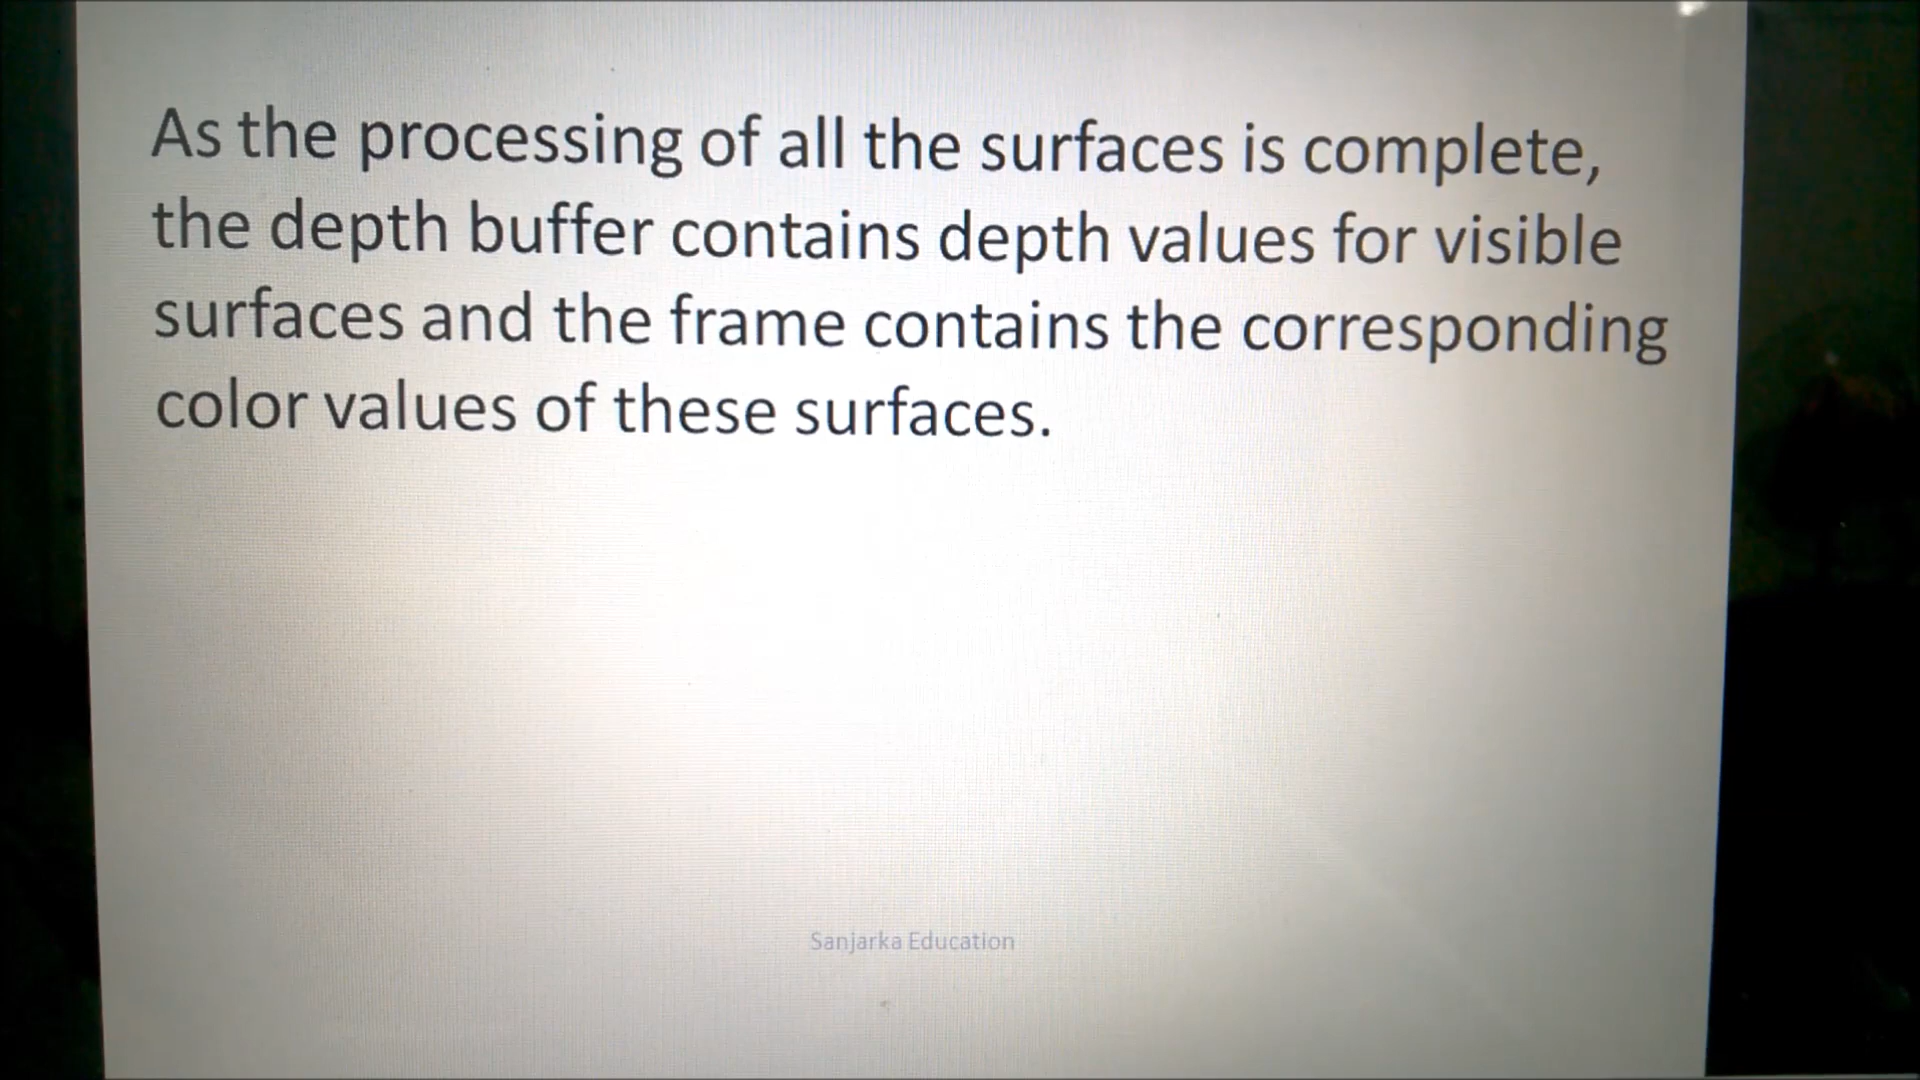 As the processing of all the surfaces is complete,
the depth buffer contains depth values for visible
surfaces and the frame contains the corresponding
color values of these surfaces.
Sanjarka Education